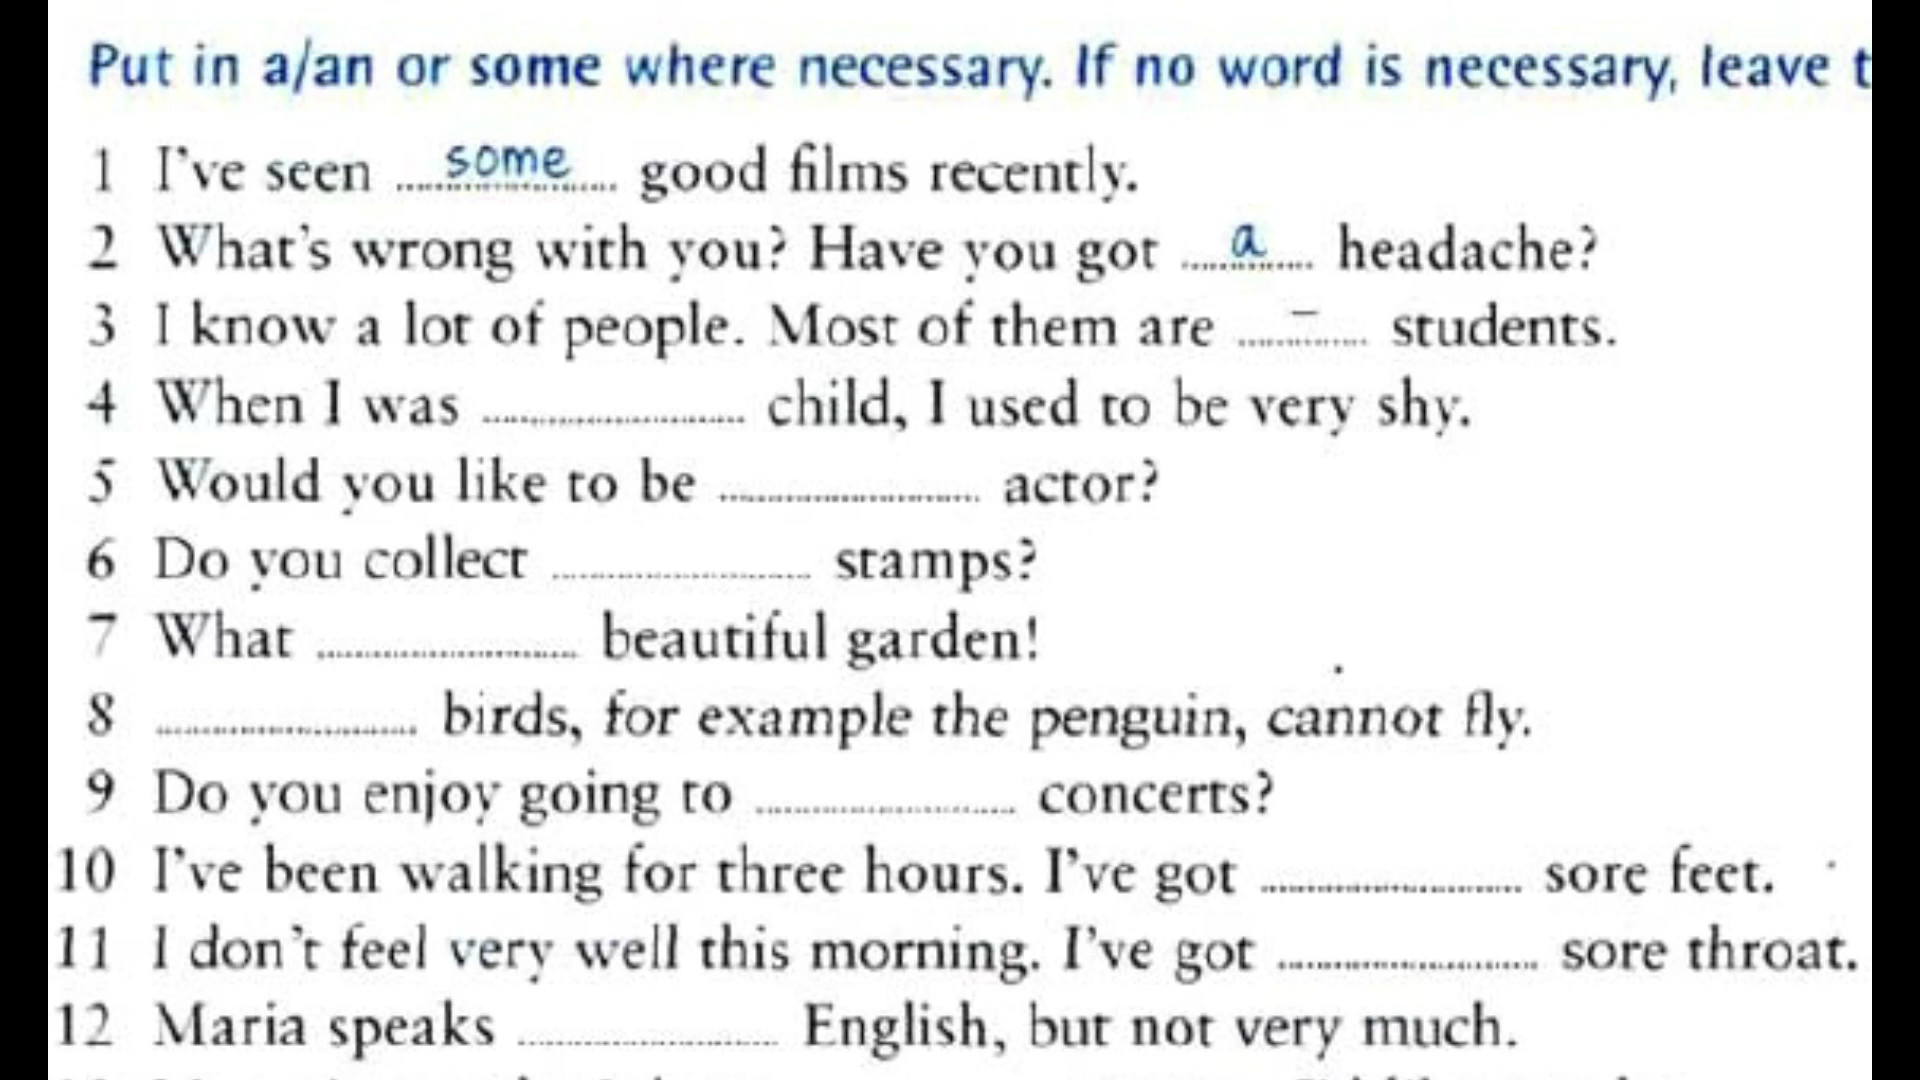 Put in a/an or some where necessary. If no word is necessary, leave t
1 I've seen ....some.... good films recently.
2 What's wrong with you? Have you got ....a.... headache?
3 I know a lot of people. Most of them are ....–.... students.
4 When I was .................... child, I used to be very shy.
5 Would you like to be .................... actor?
6 Do you collect .................... stamps?
7 What .................... beautiful garden!
8 .................... birds, for example the penguin, cannot fly.
9 Do you enjoy going to .................... concerts?
10 I've been walking for three hours. I've got .................... sore feet.
11 I don't feel very well this morning. I've got .................... sore throat.
12 Maria speaks .................... English, but not very much.